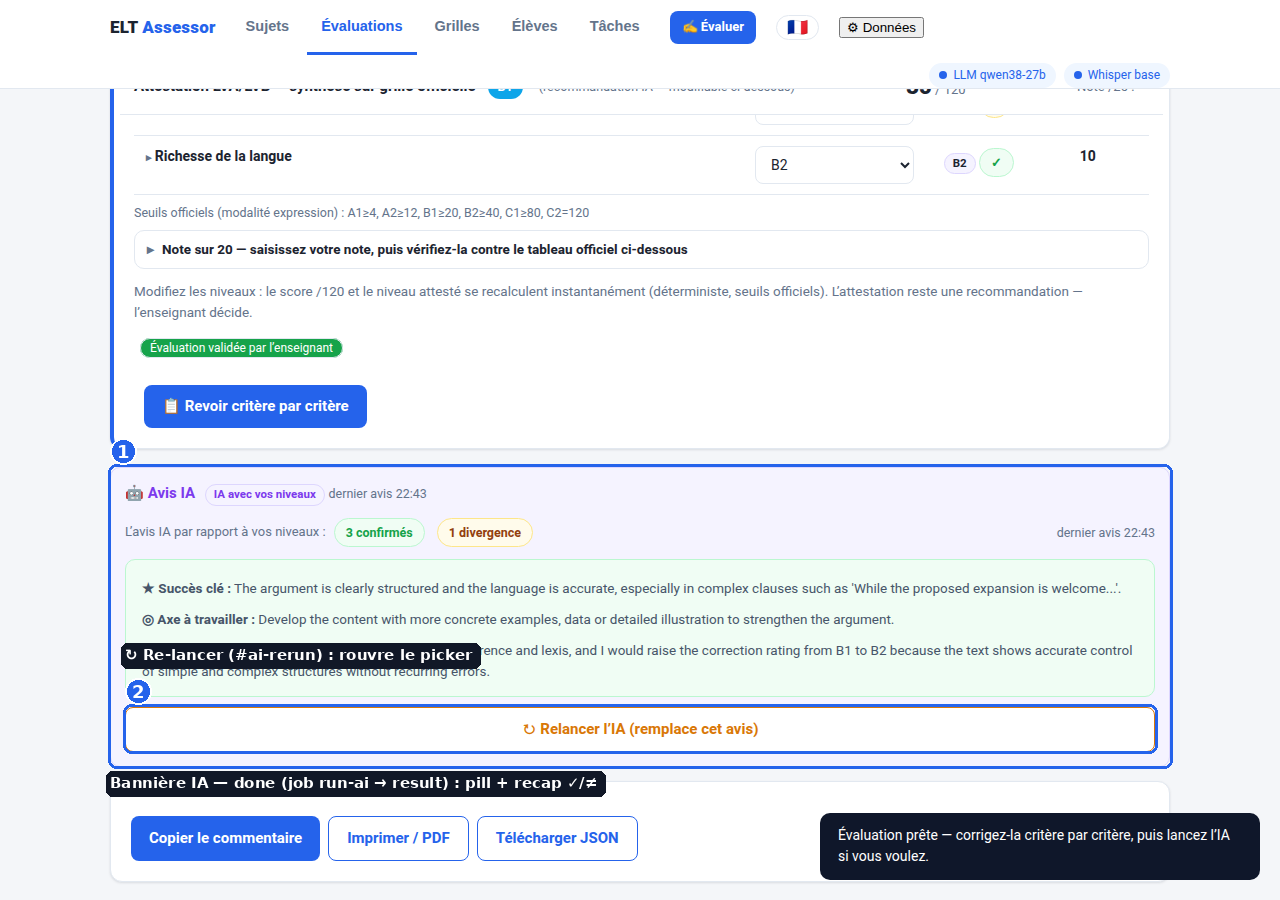 ELT Assessor Sujets Évaluations Grilles Élèves Tâches ✍ Évaluer ⚙ Données
LLM qwen38-27b Whisper base
/ 120
▸ Richesse de la langue B2 B2 ✓ 10
Seuils officiels (modalité expression) : A1≥4, A2≥12, B1≥20, B2≥40, C1≥80, C2=120
▸ Note sur 20 — saisissez votre note, puis vérifiez-la contre le tableau officiel ci-dessous
Modifiez les niveaux : le score /120 et le niveau attesté se recalculent instantanément (déterministe, seuils officiels). L'attestation reste une recommandation —
l'enseignant décide.
Évaluation validée par l'enseignant
📋 Revoir critère par critère
1
🤖 Avis IA IA avec vos niveaux dernier avis 22:43
L'avis IA par rapport à vos niveaux : 3 confirmés 1 divergence dernier avis 22:43
★ Succès clé : The argument is clearly structured and the language is accurate, especially in complex clauses such as 'While the proposed expansion is welcome...'.
◎ Axe à travailler : Develop the content with more concrete examples, data or detailed illustration to strengthen the argument.
↻ Re-lancer (#ai-rerun) : rouvre le picker
and lexis, and I would raise the correction rating from B1 to B2 because the text shows accurate control
of simple and complex structures without recurring errors.
2
↻ Relancer l'IA (remplace cet avis)
Bannière IA — done (job run-ai → result) : pill + recap ✓/≠
Copier le commentaire Imprimer / PDF Télécharger JSON
Évaluation prête — corrigez-la critère par critère, puis lancez l'IA
si vous voulez.